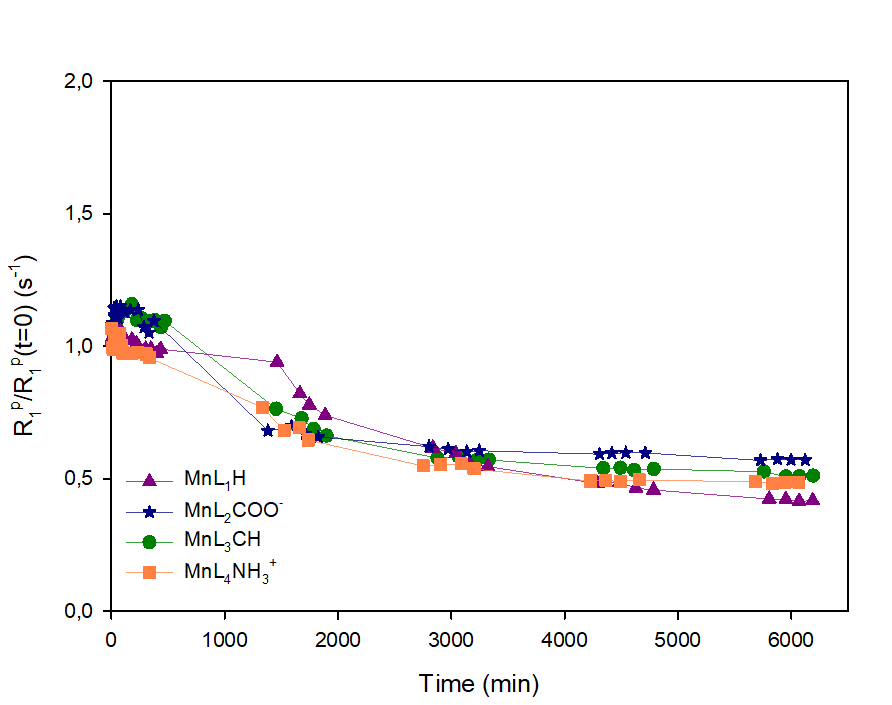 2,0
1,5
1,0
0,5
0,0
R₁ᵖ/R₁ᵖ(t=0) (s⁻¹)
MnL₁H
MnL₂COO⁻
MnL₃CH
MnL₄NH₃⁺
0 1000 2000 3000 4000 5000 6000
Time (min)